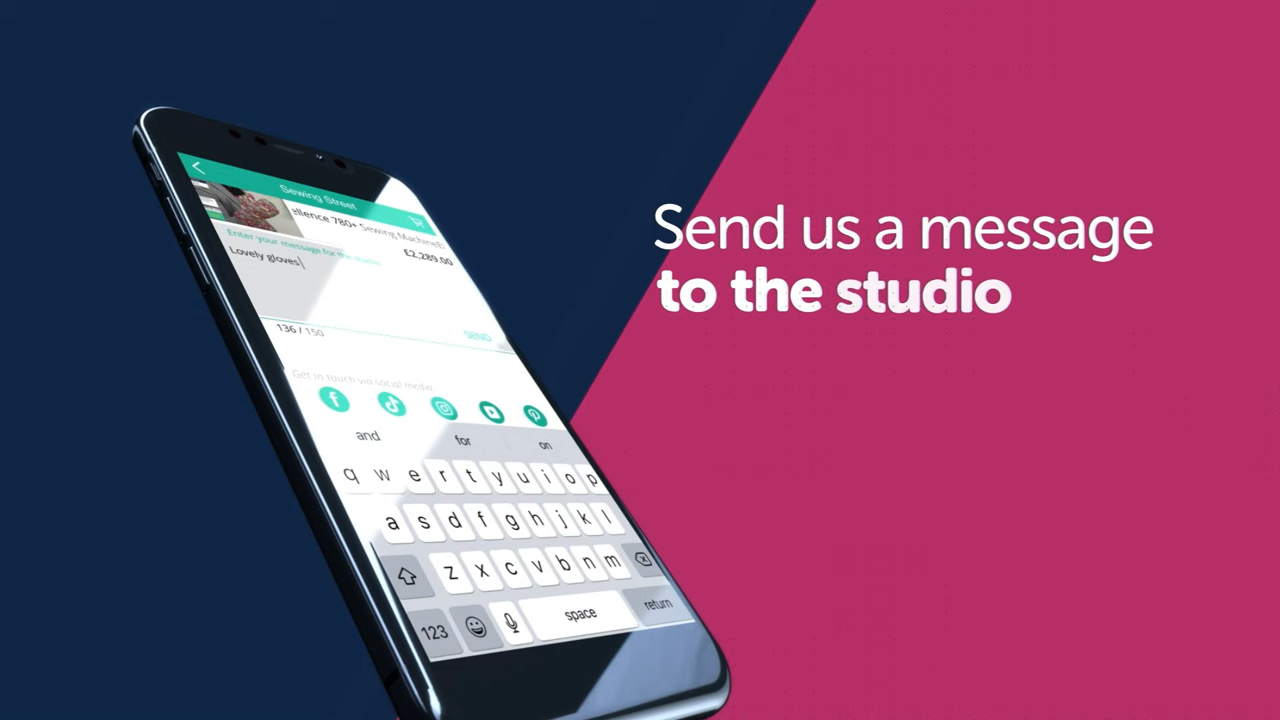 Sewing Street
ellence 780+ Sewing MachineE
£2,289.00
Enter your message for the studio
Lovely gloves
136 / 150
SEND
Get in touch via social media
and for on
q w e r t y u i o p
a s d f g h j k l
z x c v b n m
123 space return
Send us a message
to the studio